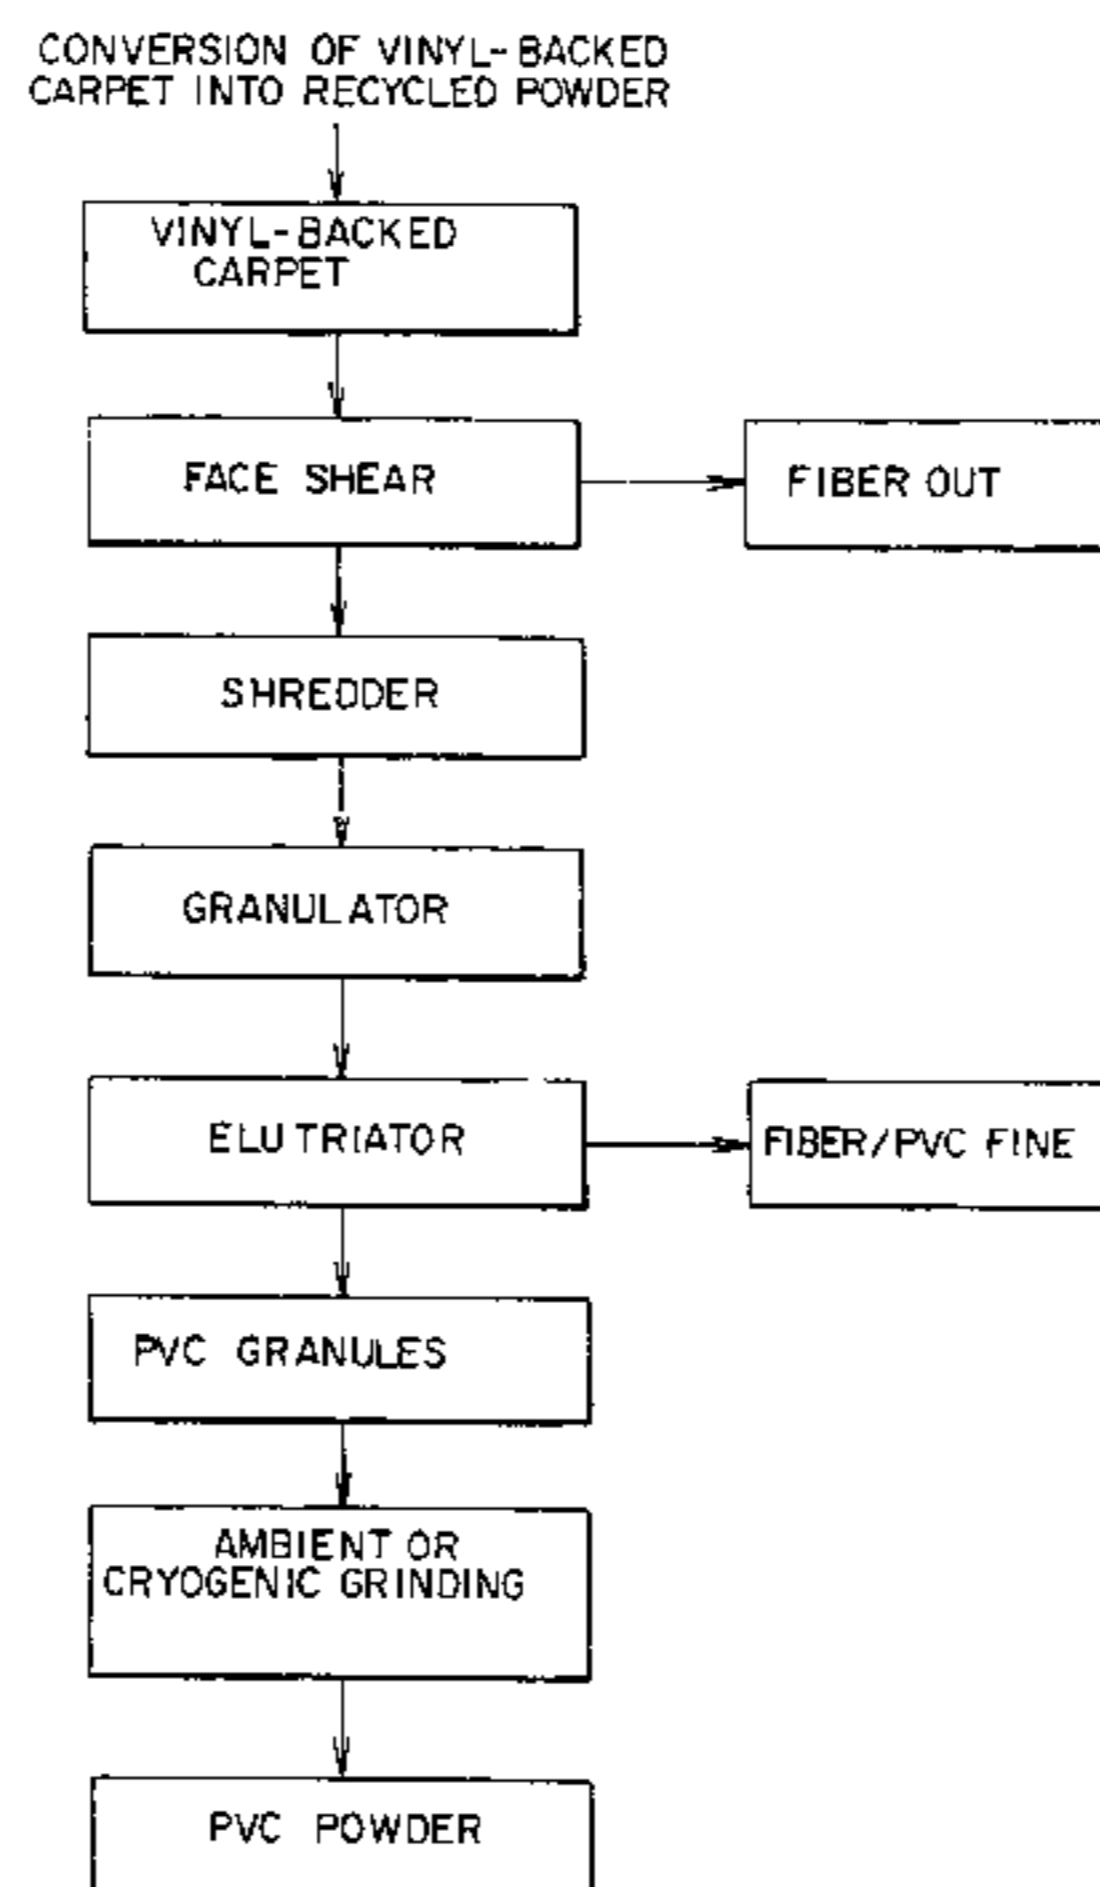 CONVERSION OF VINYL-BACKED
CARPET INTO RECYCLED POWDER
VINYL-BACKED
CARPET
FACE SHEAR
FIBER OUT
SHREDDER
GRANULATOR
ELUTRIATOR
FIBER/PVC FINE
PVC GRANULES
AMBIENT OR
CRYOGENIC GRINDING
PVC POWDER